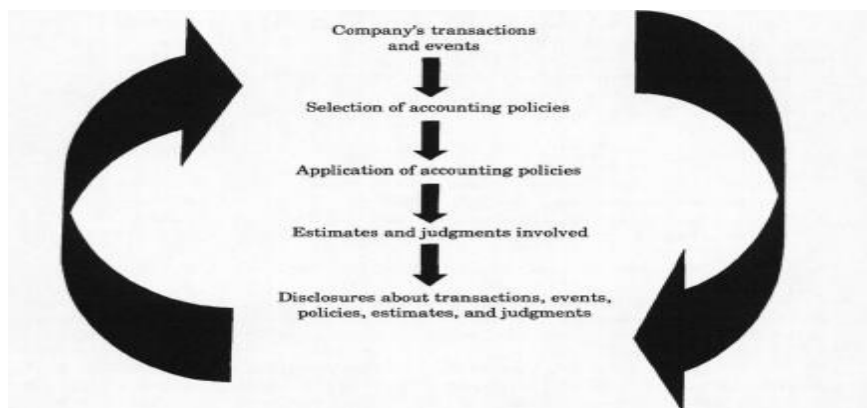 Company's transactions
and events
Selection of accounting policies
Application of accounting policies
Estimates and judgments involved
Disclosures about transactions, events,
policies, estimates, and judgments